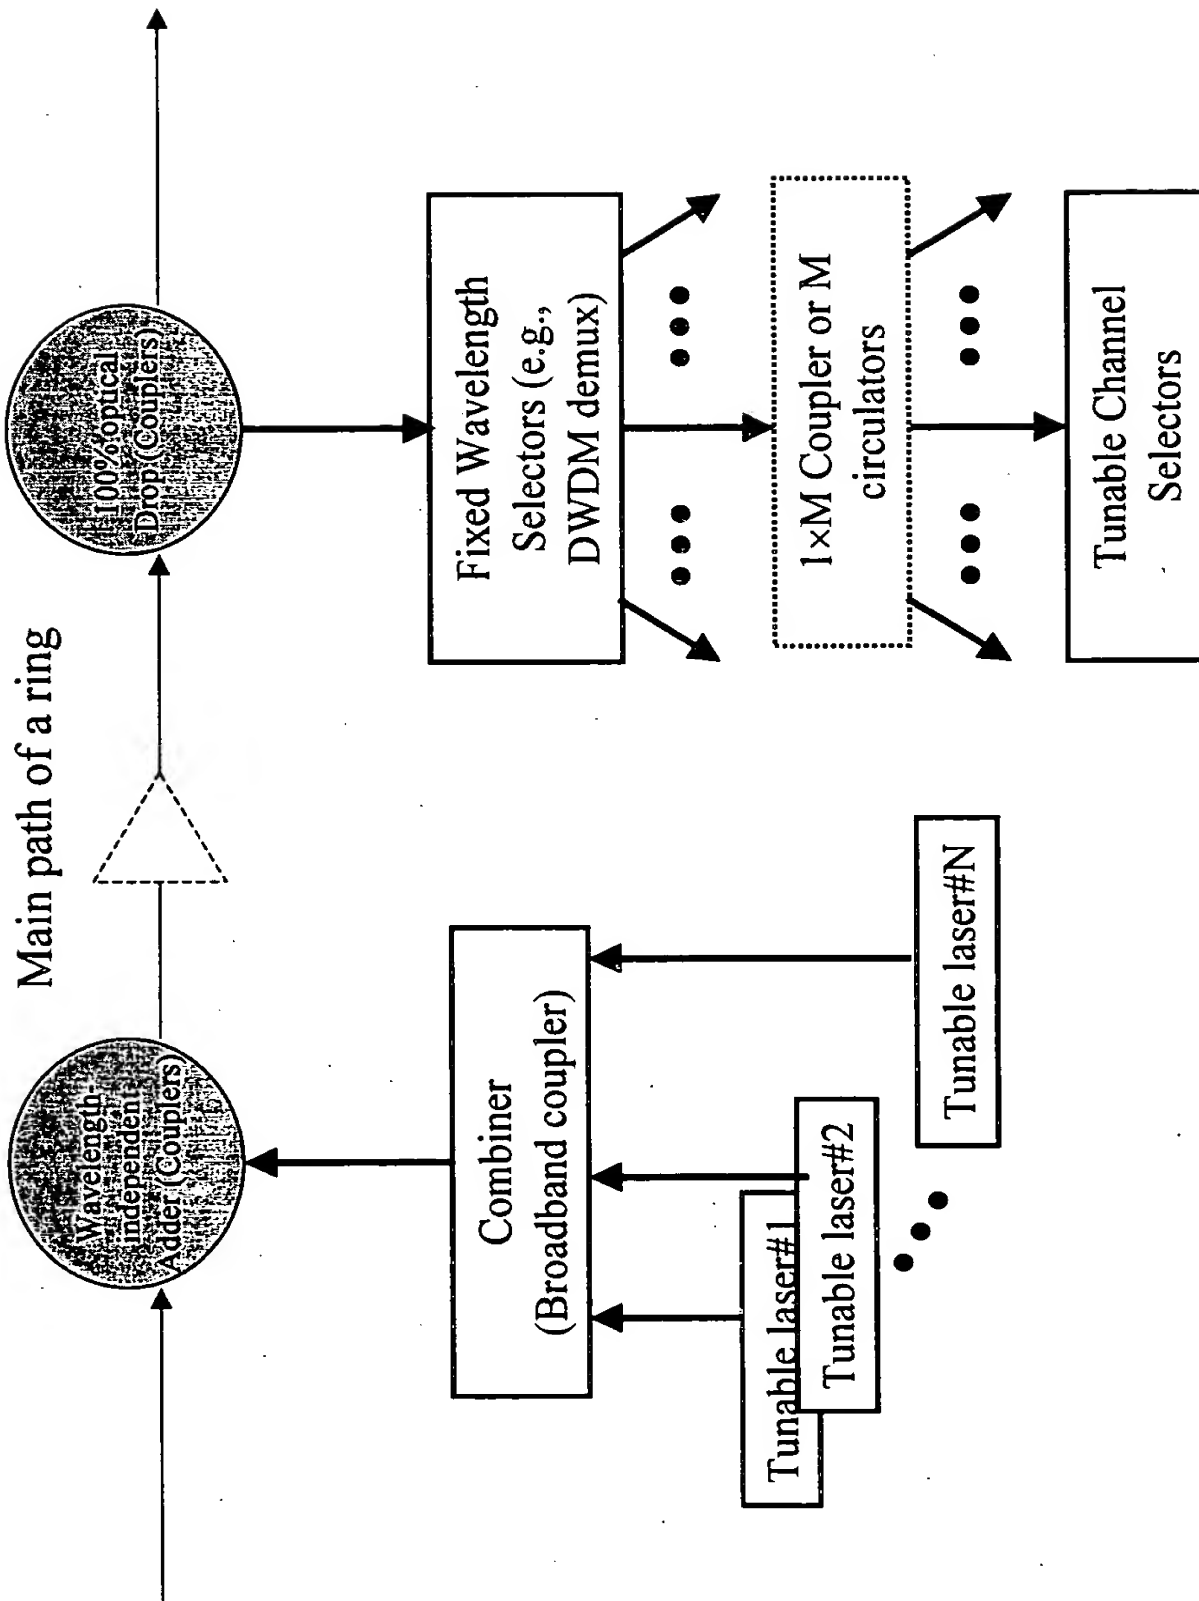 Main path of a ring
Wavelength-
independent
Adder (Couplers)
100%optical
Drop (Couplers)
Combiner
(Broadband coupler)
Tunable laser#1
Tunable laser#2
Tunable laser#N
Fixed Wavelength
Selectors (e.g.,
DWDM demux)
1×M Coupler or M
circulators
Tunable Channel
Selectors